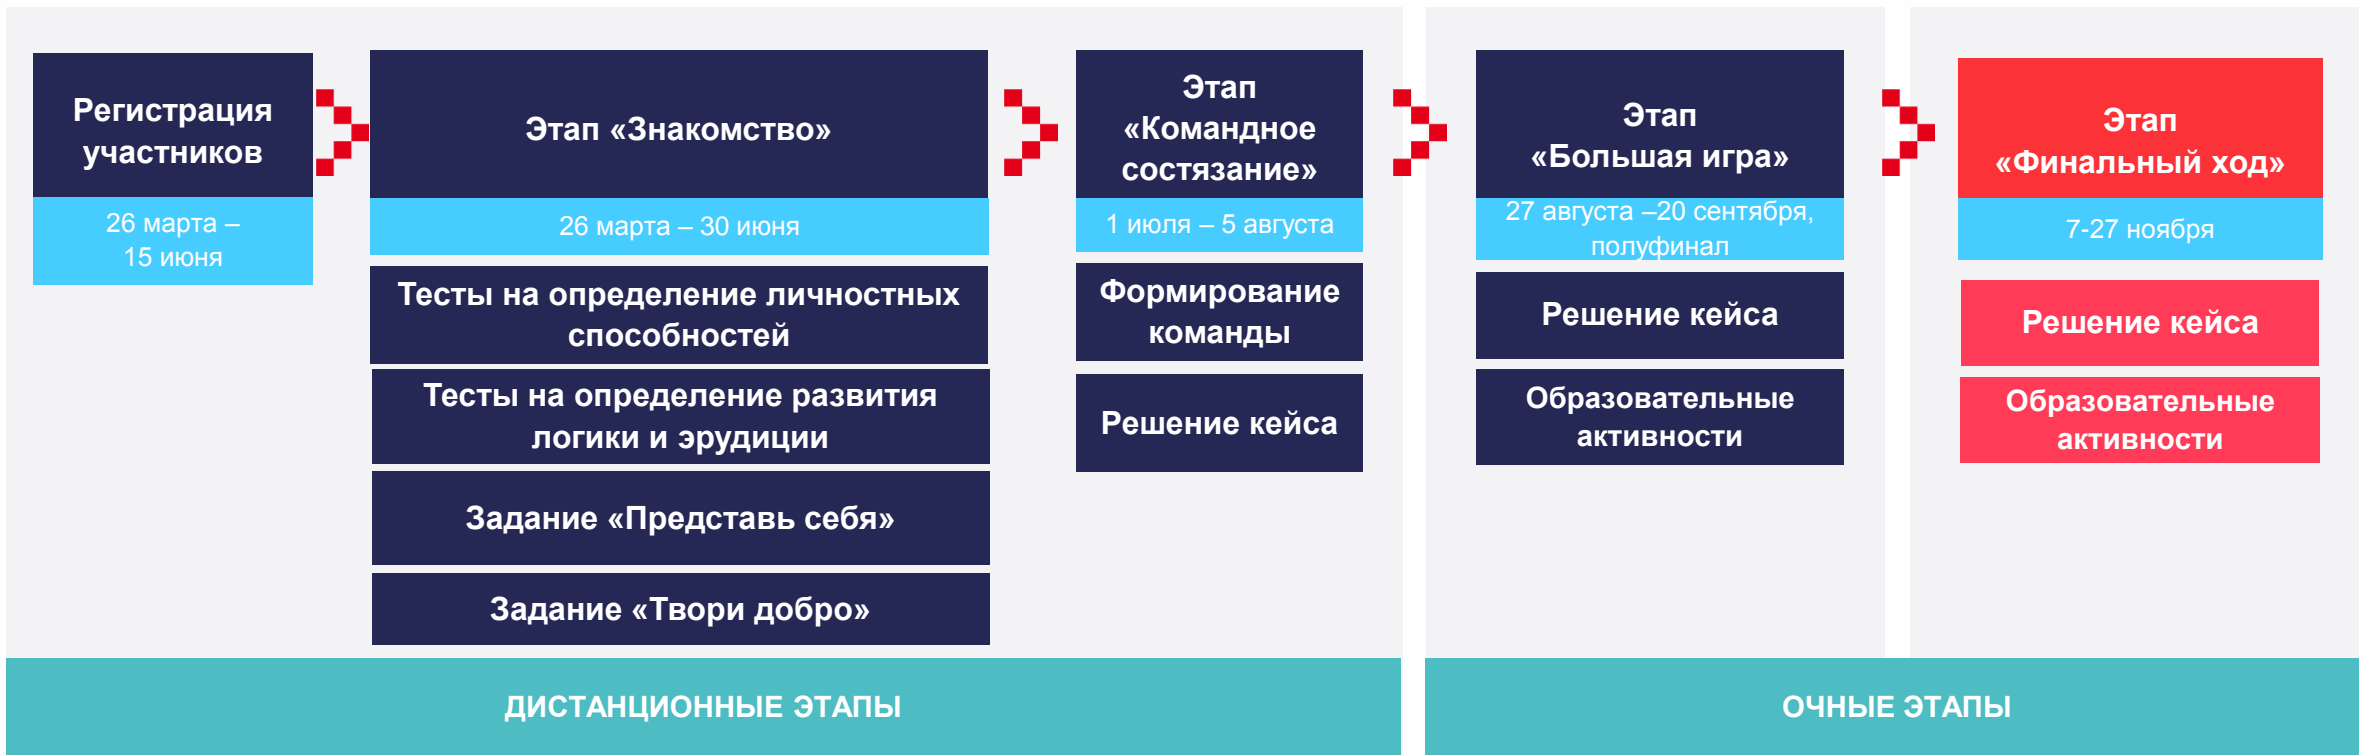 Регистрация
участников
26 марта –
15 июня
Этап «Знакомство»
26 марта – 30 июня
Тесты на определение личностных
способностей
Тесты на определение развития
логики и эрудиции
Задание «Представь себя»
Задание «Твори добро»
Этап
«Командное
состязание»
1 июля – 5 августа
Формирование
команды
Решение кейса
Этап
«Большая игра»
27 августа –20 сентября,
полуфинал
Решение кейса
Образовательные
активности
Этап
«Финальный ход»
7-27 ноября
Решение кейса
Образовательные
активности
ДИСТАНЦИОННЫЕ ЭТАПЫ
ОЧНЫЕ ЭТАПЫ